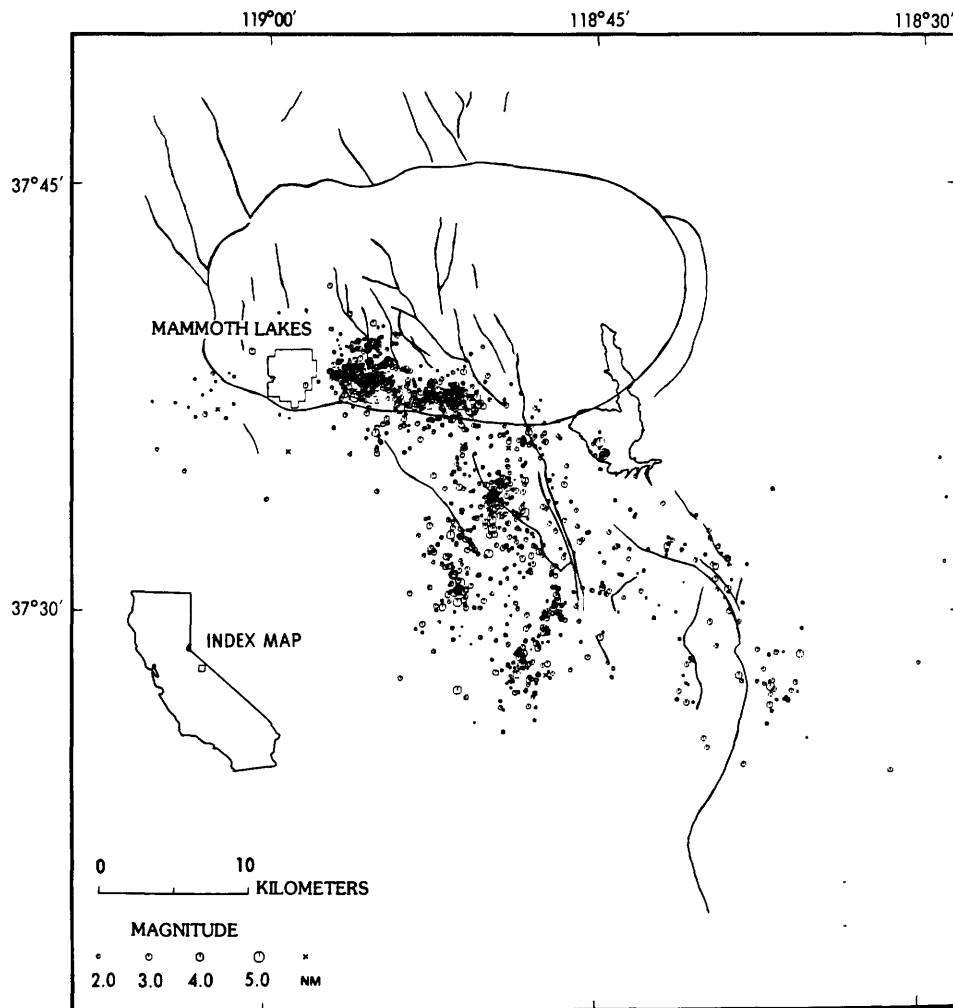 119°00' 118°45' 118°30'
37°45'
MAMMOTH LAKES
37°30'
INDEX MAP
0 10
KILOMETERS
MAGNITUDE
2.0 3.0 4.0 5.0 NM